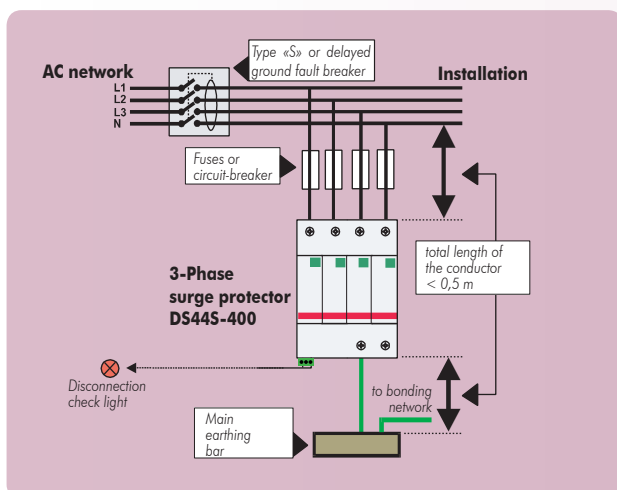 Type «S» or delayed
ground fault breaker
AC network
Installation
L1
L2
L3
N
Fuses or
circuit-breaker
total length of
the conductor
< 0,5 m
3-Phase
surge protector
DS44S-400
Disconnection
check light
to bonding
network
Main
earthing
bar